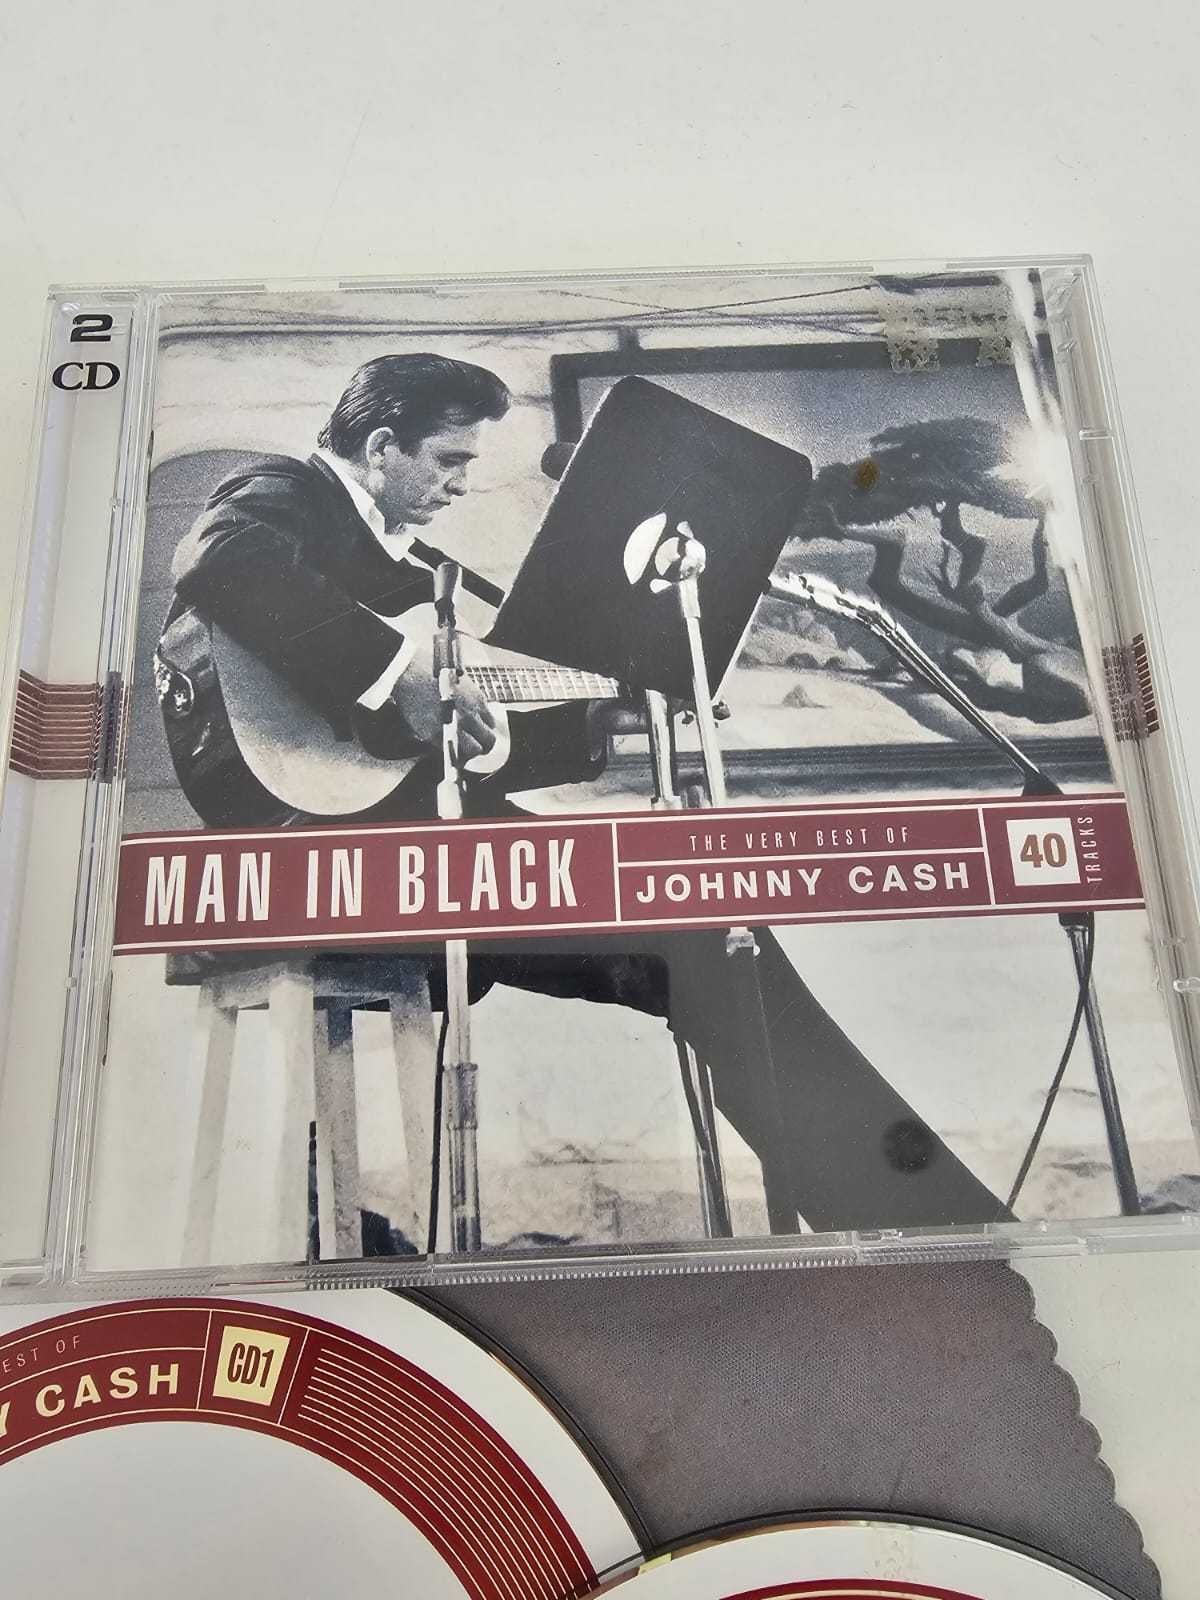 2
CD
MAN IN BLACK
THE VERY BEST OF
JOHNNY CASH
40
TRACKS
EST OF
Y CASH
CD1